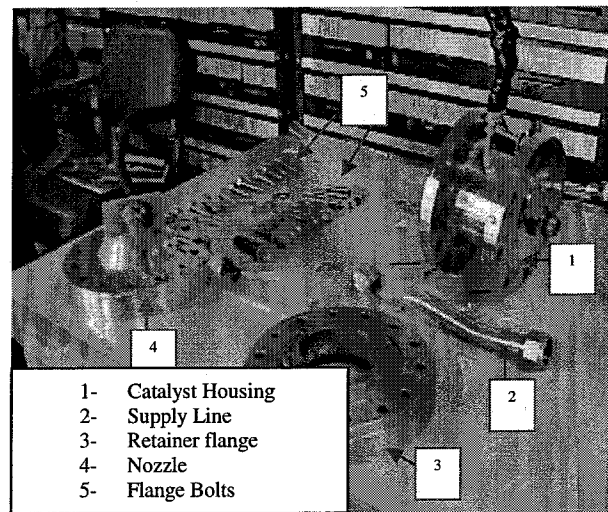 5
1
4
2
3
1- Catalyst Housing
2- Supply Line
3- Retainer flange
4- Nozzle
5- Flange Bolts